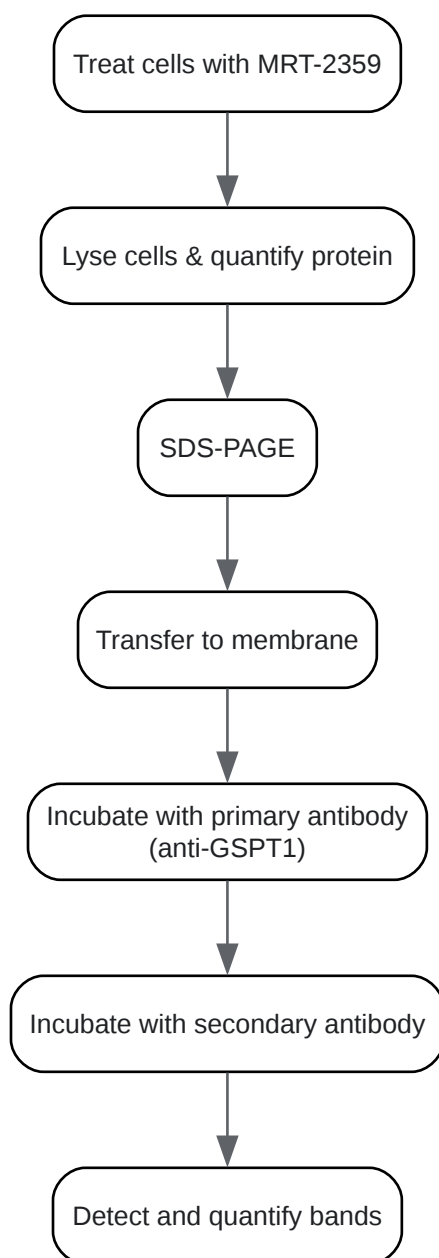 Treat cells with MRT-2359
Lyse cells & quantify protein
SDS-PAGE
Transfer to membrane
Incubate with primary antibody
(anti-GSPT1)
Incubate with secondary antibody
Detect and quantify bands